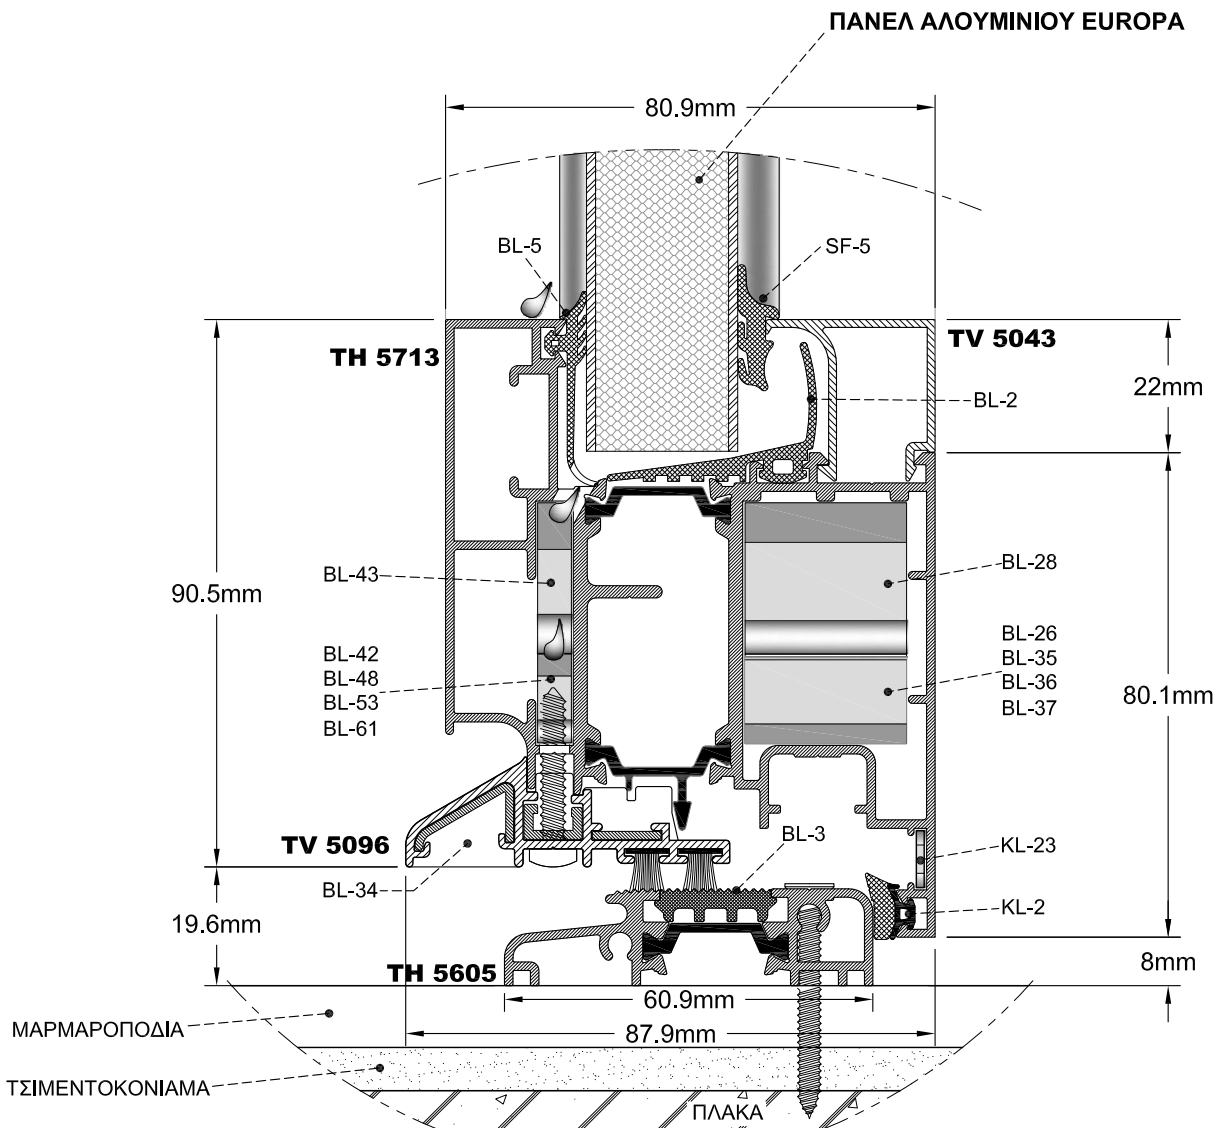 ΠΑΝΕΛ ΑΛΟΥΜΙΝΙΟΥ EUROPA
80.9mm
BL-5
SF-5
TH 5713
TV 5043
22mm
BL-2
BL-43
BL-28
90.5mm
BL-42
BL-48
BL-53
BL-61
BL-26
BL-35
BL-36
BL-37
80.1mm
TV 5096
BL-3
KL-23
BL-34
KL-2
19.6mm
TH 5605
8mm
60.9mm
ΜΑΡΜΑΡΟΠΟΔΙΑ
87.9mm
ΤΣΙΜΕΝΤΟΚΟΝΙΑΜΑ
ΠΛΑΚΑ